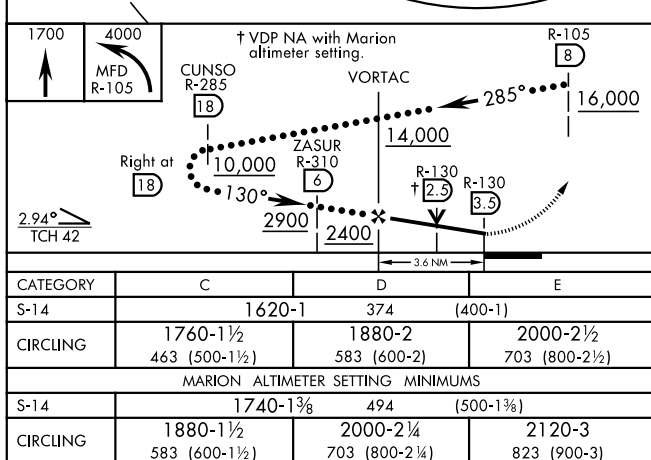 1700
4000
MFD
R-105
† VDP NA with Marion
altimeter setting.
R-105
8
CUNSO
R-285
18
VORTAC
285°
16,000
14,000
ZASUR
R-310
6
10,000
Right at
18
R-130
† 2.5
R-130
3.5
130°
2900
2400
2.94°
TCH 42
3.6 NM
CATEGORY C D E
S-14 1620-1 374 (400-1)
CIRCLING 1760-1½ 1880-2 2000-2½
463 (500-1½) 583 (600-2) 703 (800-2½)
MARION ALTIMETER SETTING MINIMUMS
S-14 1740-1⅜ 494 (500-1⅜)
CIRCLING 1880-1½ 2000-2¼ 2120-3
583 (600-1½) 703 (800-2¼) 823 (900-3)